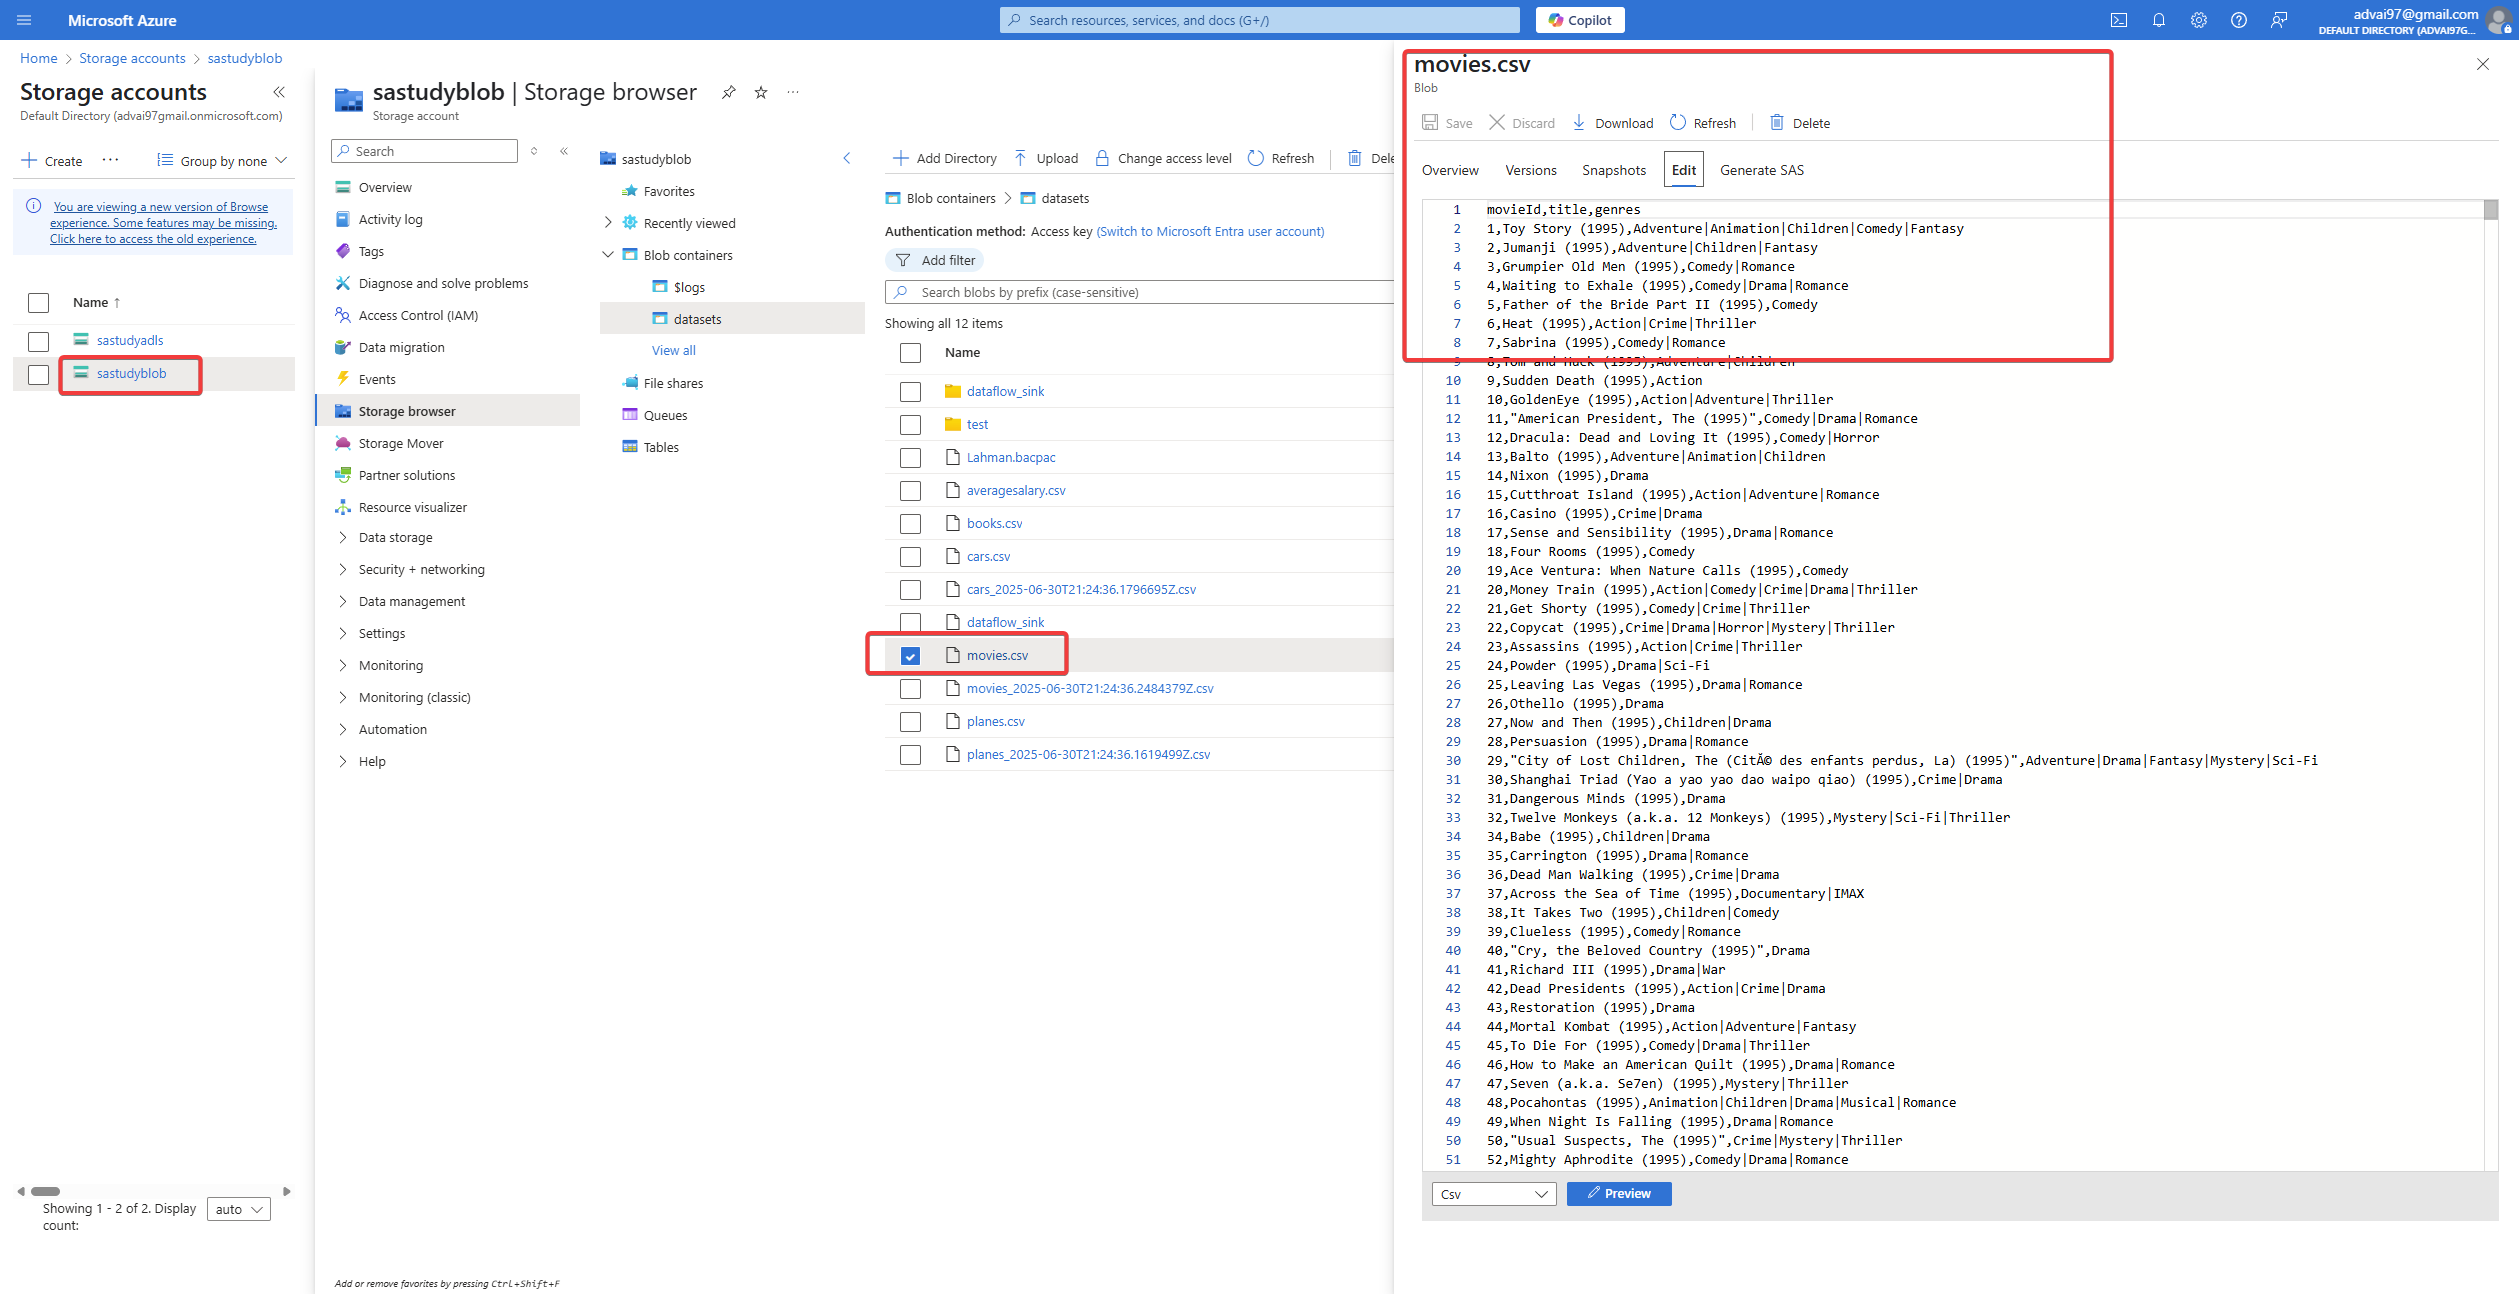 Microsoft Azure
Search resources, services, and docs (G+/)
Copilot
advai97@gmail.com
DEFAULT DIRECTORY (ADVAI97G...
Home > Storage accounts > sastudyblob
Storage accounts
Default Directory (advai97gmail.onmicrosoft.com)
Create
Group by none
You are viewing a new version of Browse
experience. Some features may be missing.
Click here to access the old experience.
Name ↑
sastudyadls
sastudyblob
Showing 1 - 2 of 2. Display
count:
auto
sastudyblob | Storage browser
Storage account
Search
Overview
Activity log
Tags
Diagnose and solve problems
Access Control (IAM)
Data migration
Events
Storage browser
Storage Mover
Partner solutions
Resource visualizer
Data storage
Security + networking
Data management
Settings
Monitoring
Monitoring (classic)
Automation
Help
Add or remove favorites by pressing Ctrl+Shift+F
sastudyblob
Favorites
Recently viewed
Blob containers
$logs
datasets
View all
File shares
Queues
Tables
Add Directory
Upload
Change access level
Refresh
Dele
Blob containers > datasets
Authentication method: Access key (Switch to Microsoft Entra user account)
Add filter
Search blobs by prefix (case-sensitive)
Showing all 12 items
Name
dataflow_sink
test
Lahman.bacpac
averagesalary.csv
books.csv
cars.csv
cars_2025-06-30T21:24:36.1796695Z.csv
dataflow_sink
movies.csv
movies_2025-06-30T21:24:36.2484379Z.csv
planes.csv
planes_2025-06-30T21:24:36.1619499Z.csv
movies.csv
Blob
Save
Discard
Download
Refresh
Delete
Overview
Versions
Snapshots
Edit
Generate SAS
1 movieId,title,genres
2 1,Toy Story (1995),Adventure|Animation|Children|Comedy|Fantasy
3 2,Jumanji (1995),Adventure|Children|Fantasy
4 3,Grumpier Old Men (1995),Comedy|Romance
5 4,Waiting to Exhale (1995),Comedy|Drama|Romance
6 5,Father of the Bride Part II (1995),Comedy
7 6,Heat (1995),Action|Crime|Thriller
8 7,Sabrina (1995),Comedy|Romance
9 8,Tom and Huck (1995),Adventure|Children
10 9,Sudden Death (1995),Action
11 10,GoldenEye (1995),Action|Adventure|Thriller
12 11,"American President, The (1995)",Comedy|Drama|Romance
13 12,Dracula: Dead and Loving It (1995),Comedy|Horror
14 13,Balto (1995),Adventure|Animation|Children
15 14,Nixon (1995),Drama
16 15,Cutthroat Island (1995),Action|Adventure|Romance
17 16,Casino (1995),Crime|Drama
18 17,Sense and Sensibility (1995),Drama|Romance
19 18,Four Rooms (1995),Comedy
20 19,Ace Ventura: When Nature Calls (1995),Comedy
21 20,Money Train (1995),Action|Comedy|Crime|Drama|Thriller
22 21,Get Shorty (1995),Comedy|Crime|Thriller
23 22,Copycat (1995),Crime|Drama|Horror|Mystery|Thriller
24 23,Assassins (1995),Action|Crime|Thriller
25 24,Powder (1995),Drama|Sci-Fi
26 25,Leaving Las Vegas (1995),Drama|Romance
27 26,Othello (1995),Drama
28 27,Now and Then (1995),Children|Drama
29 28,Persuasion (1995),Drama|Romance
30 29,"City of Lost Children, The (CitĂ© des enfants perdus, La) (1995)",Adventure|Drama|Fantasy|Mystery|Sci-Fi
31 30,Shanghai Triad (Yao a yao yao dao waipo qiao) (1995),Crime|Drama
32 31,Dangerous Minds (1995),Drama
33 32,Twelve Monkeys (a.k.a. 12 Monkeys) (1995),Mystery|Sci-Fi|Thriller
34 34,Babe (1995),Children|Drama
35 35,Carrington (1995),Drama|Romance
36 36,Dead Man Walking (1995),Crime|Drama
37 37,Across the Sea of Time (1995),Documentary|IMAX
38 38,It Takes Two (1995),Children|Comedy
39 39,Clueless (1995),Comedy|Romance
40 40,"Cry, the Beloved Country (1995)",Drama
41 41,Richard III (1995),Drama|War
42 42,Dead Presidents (1995),Action|Crime|Drama
43 43,Restoration (1995),Drama
44 44,Mortal Kombat (1995),Action|Adventure|Fantasy
45 45,To Die For (1995),Comedy|Drama|Thriller
46 46,How to Make an American Quilt (1995),Drama|Romance
47 47,Seven (a.k.a. Se7en) (1995),Mystery|Thriller
48 48,Pocahontas (1995),Animation|Children|Drama|Musical|Romance
49 49,When Night Is Falling (1995),Drama|Romance
50 50,"Usual Suspects, The (1995)",Crime|Mystery|Thriller
51 52,Mighty Aphrodite (1995),Comedy|Drama|Romance
Csv
Preview